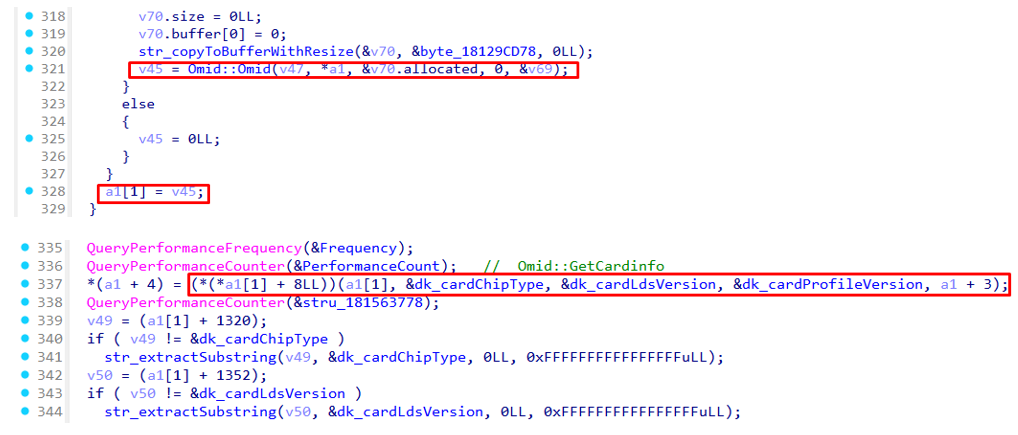 318 v70.size = 0LL;
319 v70.buffer[0] = 0;
320 str_copyToBufferWithResize(&v70, &byte_18129CD78, 0LL);
321 v45 = Omid::Omid(v47, *a1, &v70.allocated, 0, &v69);
322 }
323 else
324 {
325 v45 = 0LL;
326 }
327 }
328 a1[1] = v45;
329 }
335 QueryPerformanceFrequency(&Frequency);
336 QueryPerformanceCounter(&PerformanceCount); // Omid::GetCardinfo
337 *(a1 + 4) = (*(*a1[1] + 8LL))(a1[1], &dk_cardChipType, &dk_cardLdsVersion, &dk_cardProfileVersion, a1 + 3);
338 QueryPerformanceCounter(&stru_181563778);
339 v49 = (a1[1] + 1320);
340 if ( v49 != &dk_cardChipType )
341 str_extractSubstring(v49, &dk_cardChipType, 0LL, 0xFFFFFFFFFFFFFFFFuLL);
342 v50 = (a1[1] + 1352);
343 if ( v50 != &dk_cardLdsVersion )
344 str_extractSubstring(v50, &dk_cardLdsVersion, 0LL, 0xFFFFFFFFFFFFFFFFuLL);